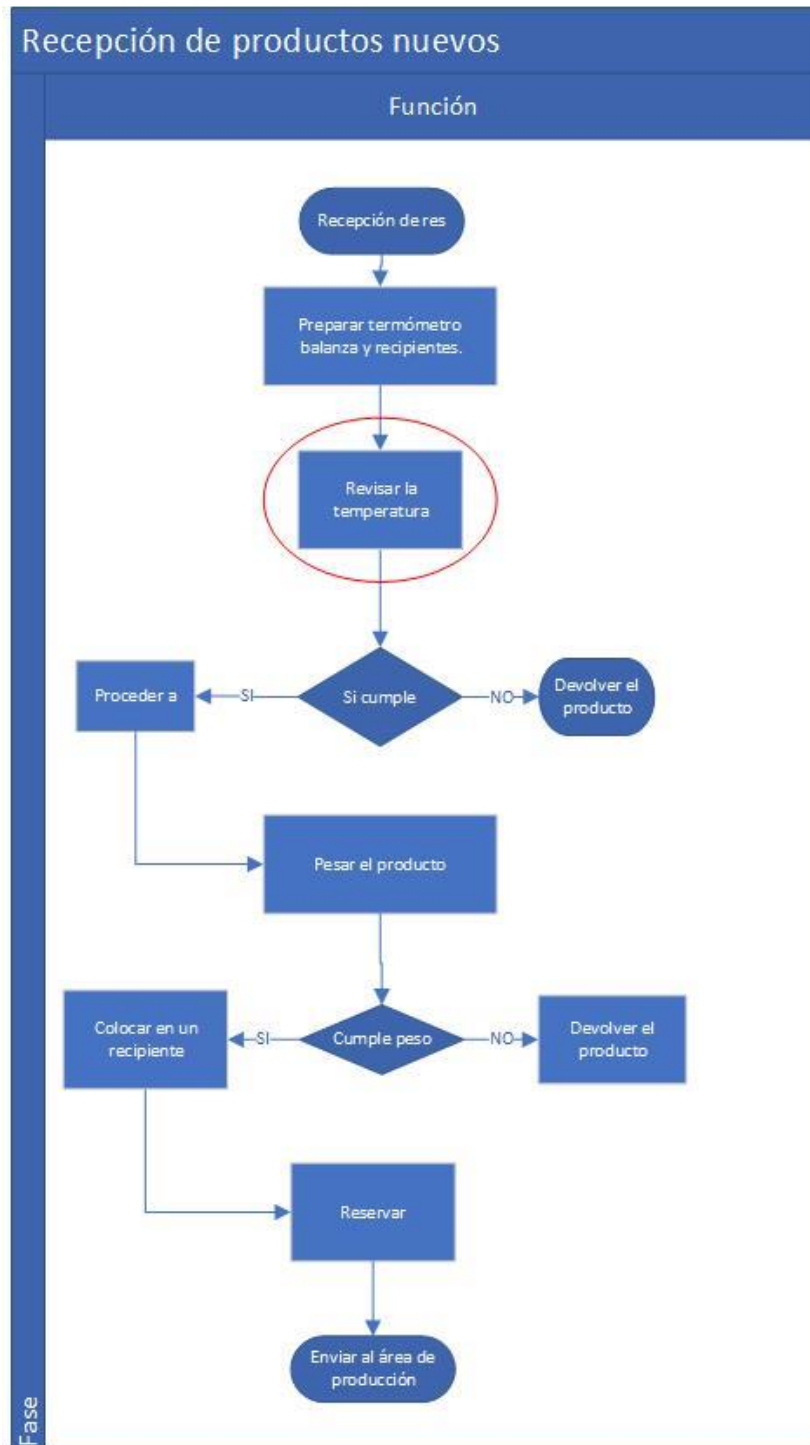 Recepción de productos nuevos
Función
Recepción de res
Preparar termómetro
balanza y recipientes.
Revisar la
temperatura
Proceder a
SI
Si cumple
NO
Devolver el
producto
Pesar el producto
Colocar en un
recipiente
SI
Cumple peso
NO
Devolver el
producto
Reservar
Enviar al área de
producción
Fase